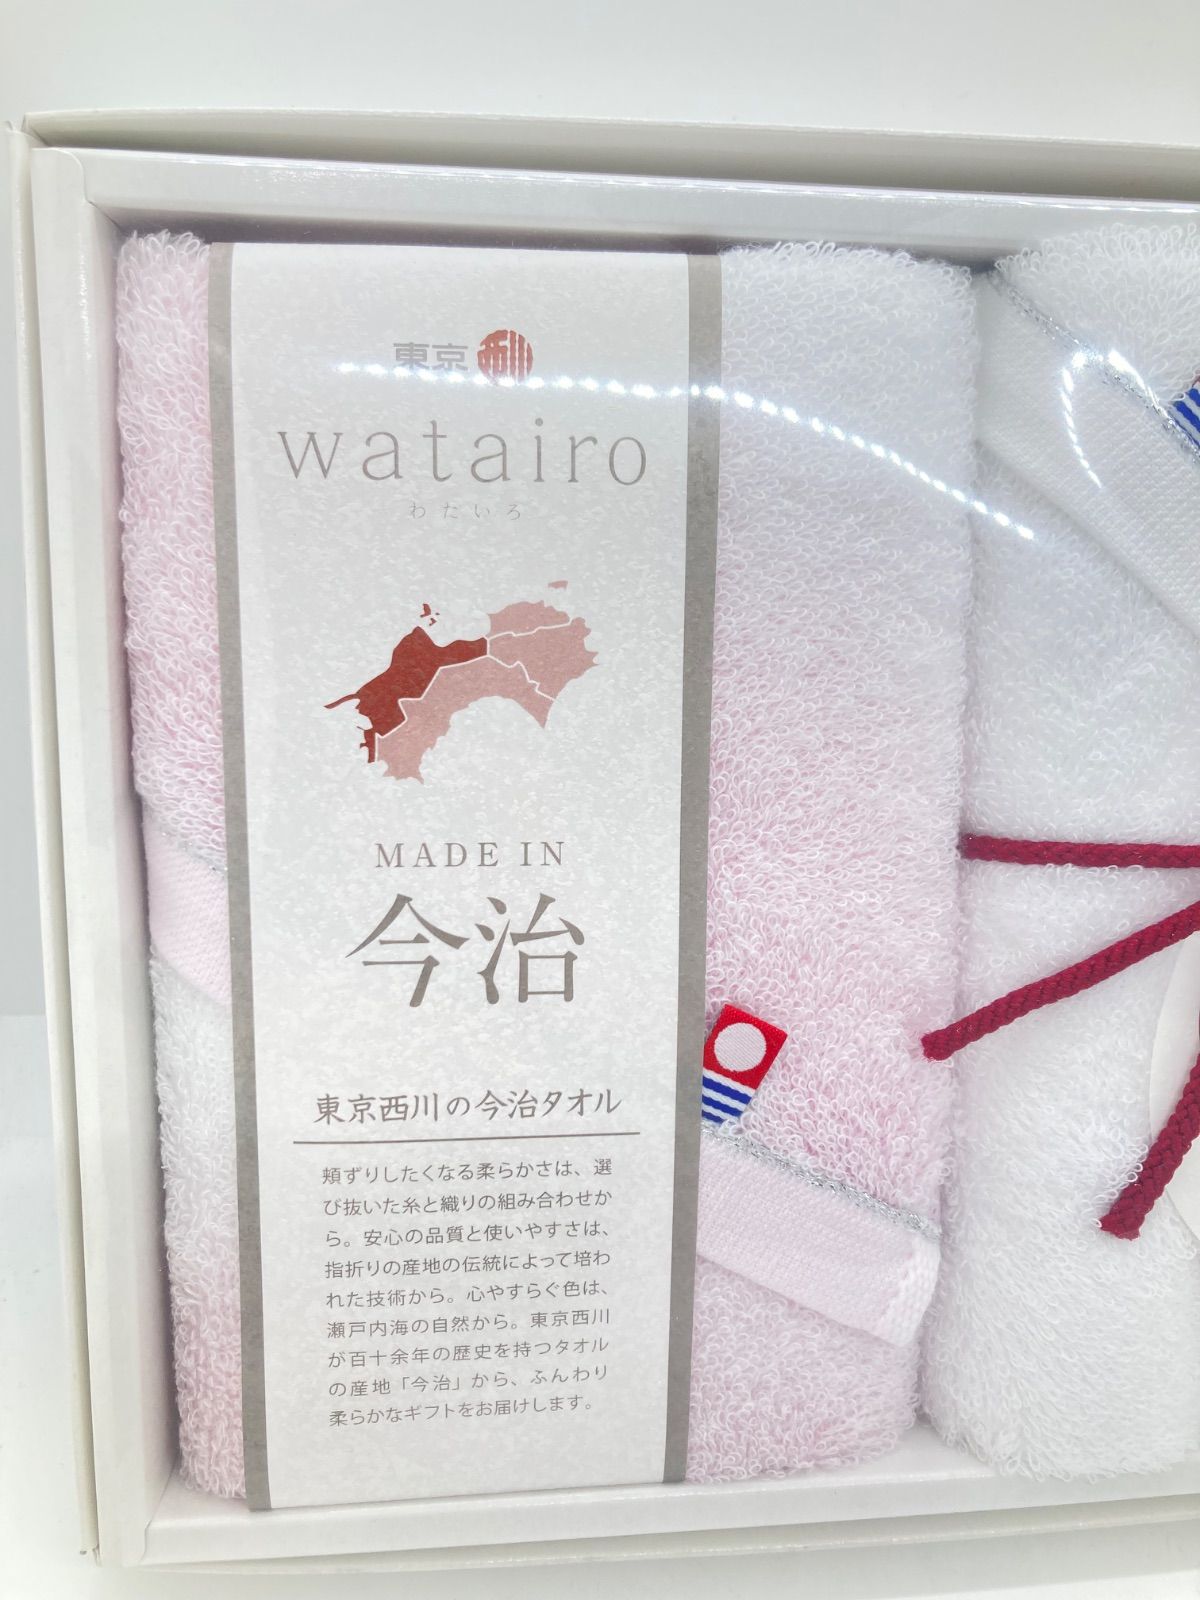 東京 西川
watairo
わたいろ
MADE IN
今治
東京西川の今治タオル
頬ずりしたくなる柔らかさは、選
び抜いた糸と織りの組み合わせか
ら。安心の品質と使いやすさは、
指折りの産地の伝統によって培わ
れた技術から。心やすらぐ色は、
瀬戸内海の自然から。東京西川
が百十余年の歴史を持つタオル
の産地「今治」から、ふんわり
柔らかなギフトをお届けします。